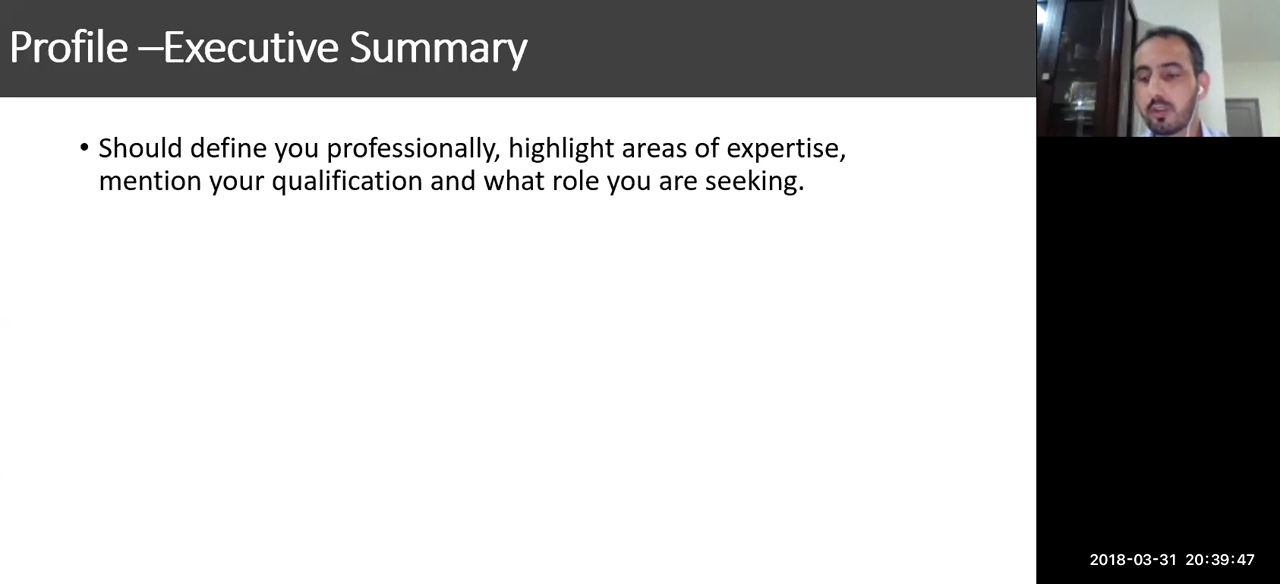 Profile –Executive Summary
• Should define you professionally, highlight areas of expertise,
mention your qualification and what role you are seeking.
2018-03-31 20:39:47